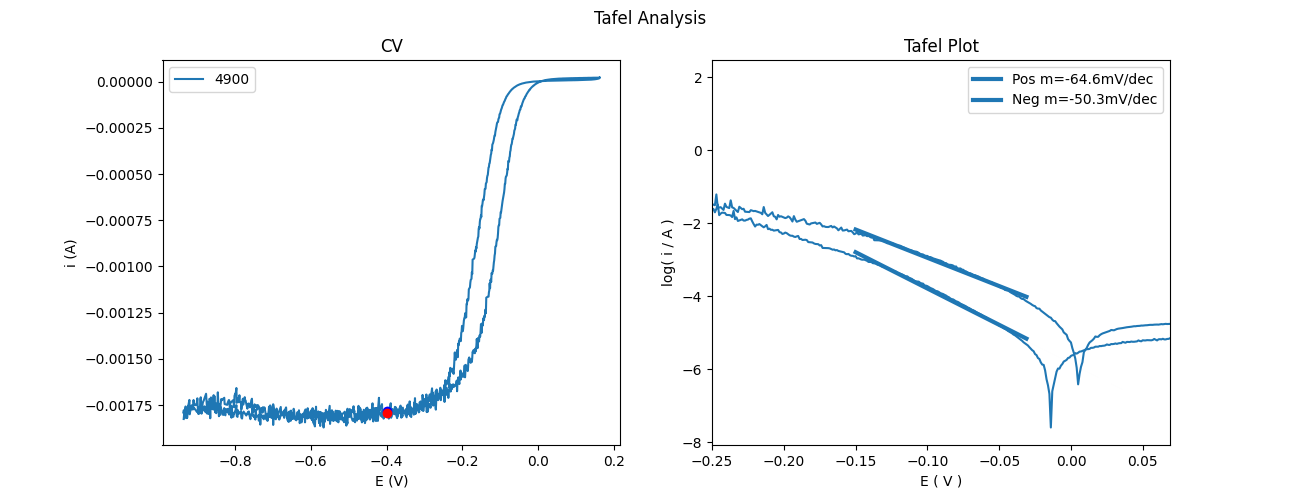 Tafel Analysis
CV
4900
0.00000
−0.00025
−0.00050
−0.00075
−0.00100
−0.00125
−0.00150
−0.00175
i (A)
−0.8 −0.6 −0.4 −0.2 0.0 0.2
E (V)
Tafel Plot
Pos m=-64.6mV/dec
Neg m=-50.3mV/dec
2
0
−2
−4
−6
−8
log( i / A )
−0.25 −0.20 −0.15 −0.10 −0.05 0.00 0.05
E ( V )